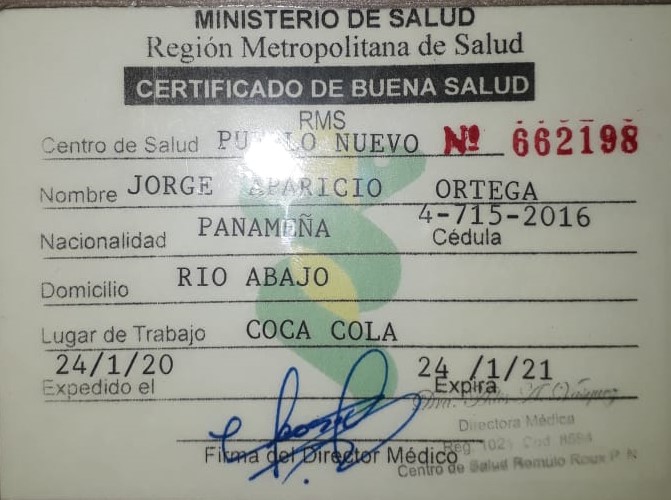 MINISTERIO DE SALUD
Región Metropolitana de Salud
CERTIFICADO DE BUENA SALUD
RMS
Centro de Salud PUEBLO NUEVO Nº 662198
Nombre JORGE APARICIO ORTEGA
4-715-2016
Nacionalidad PANAMEÑA Cédula
Domicilio RIO ABAJO
Lugar de Trabajo COCA COLA
24/1/20 24 /1/21
Expedido el Expira
Dra. A. Vásquez
Directora Médica
Reg. 1021 Cod.
Firma del Director Médico
Centro de Salud Romulo Roux P. N